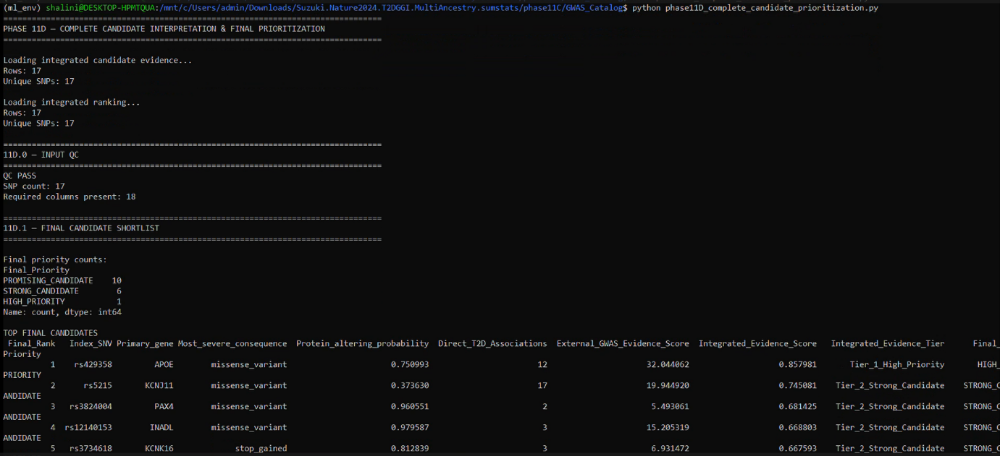 (ml_env) shalini@DESKTOP-HPMTQUA:/mnt/c/Users/admin/Downloads/Suzuki.Nature2024.T2DGGI.MultiAncestry.sumstats/phase11C/GWAS_Catalog$ python phase11D_complete_candidate_prioritization.py
================================================================================
PHASE 11D — COMPLETE CANDIDATE INTERPRETATION & FINAL PRIORITIZATION
================================================================================
Loading integrated candidate evidence...
Rows: 17
Unique SNPs: 17
Loading integrated ranking...
Rows: 17
Unique SNPs: 17
================================================================================
11D.0 — INPUT QC
================================================================================
QC PASS
SNP count: 17
Required columns present: 18
================================================================================
11D.1 — FINAL CANDIDATE SHORTLIST
================================================================================
Final priority counts:
Final_Priority
PROMISING_CANDIDATE    10
STRONG_CANDIDATE        6
HIGH_PRIORITY           1
Name: count, dtype: int64
TOP FINAL CANDIDATES
Final_Rank Index_SNV Primary_gene Most_severe_consequence Protein_altering_probability Direct_T2D_Associations External_GWAS_Evidence_Score Integrated_Evidence_Score Integrated_Evidence_Tier Final_
Priority
1 rs429358 APOE missense_variant 0.750993 12 32.044062 0.857981 Tier_1_High_Priority HIGH_
PRIORITY
2 rs5215 KCNJ11 missense_variant 0.373630 17 19.944920 0.745081 Tier_2_Strong_Candidate STRONG_C
ANDIDATE
3 rs3824004 PAX4 missense_variant 0.960551 2 5.493061 0.681425 Tier_2_Strong_Candidate STRONG_C
ANDIDATE
4 rs12140153 INADL missense_variant 0.979587 3 15.205319 0.668803 Tier_2_Strong_Candidate STRONG_C
ANDIDATE
5 rs3734618 KCNK16 stop_gained 0.812839 3 6.931472 0.667593 Tier_2_Strong_Candidate STRONG_C